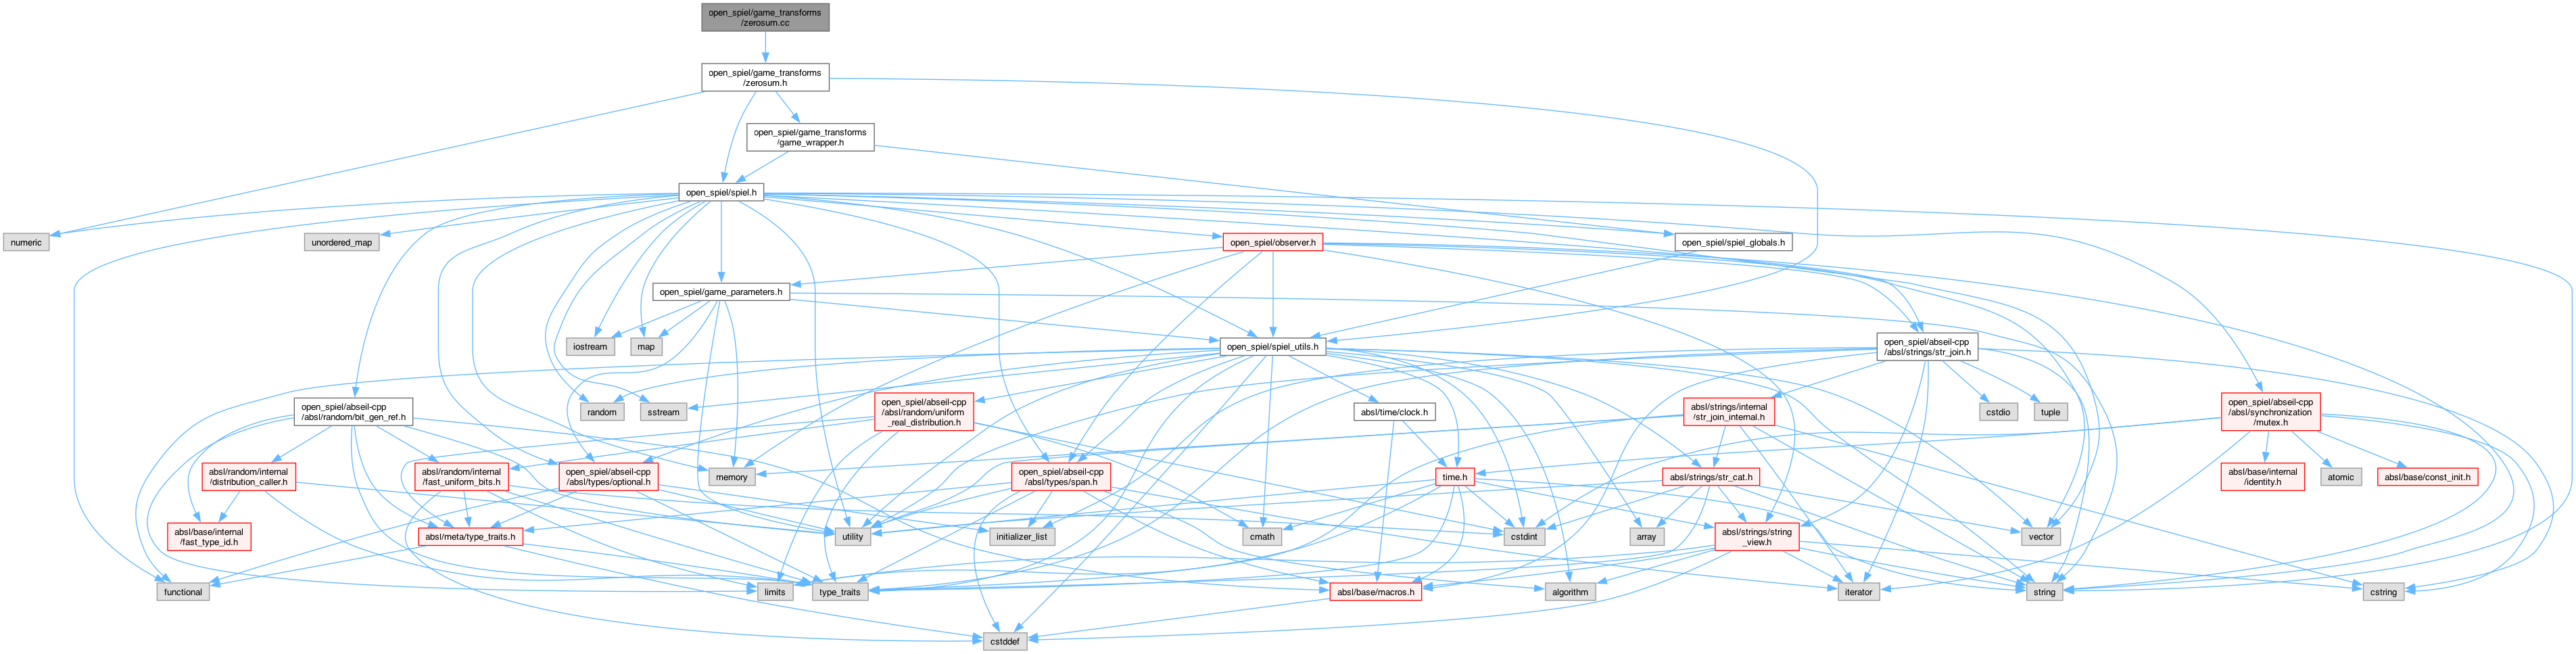 open_spiel/game_transforms
/zerosum.cc
open_spiel/game_transforms
/zerosum.h
open_spiel/game_transforms
/game_wrapper.h
open_spiel/spiel.h
numeric
unordered_map
open_spiel/observer.h
open_spiel/spiel_globals.h
open_spiel/game_parameters.h
iostream
map
open_spiel/spiel_utils.h
open_spiel/abseil-cpp
/absl/strings/str_join.h
open_spiel/abseil-cpp
/absl/random/bit_gen_ref.h
random
sstream
open_spiel/abseil-cpp
/absl/random/uniform
_real_distribution.h
absl/time/clock.h
absl/strings/internal
/str_join_internal.h
cstdio
tuple
open_spiel/abseil-cpp
/absl/synchronization
/mutex.h
absl/random/internal
/distribution_caller.h
absl/random/internal
/fast_uniform_bits.h
open_spiel/abseil-cpp
/absl/types/optional.h
memory
open_spiel/abseil-cpp
/absl/types/span.h
time.h
absl/strings/str_cat.h
absl/base/internal
/identity.h
atomic
absl/base/const_init.h
absl/base/internal
/fast_type_id.h
absl/meta/type_traits.h
utility
initializer_list
cmath
cstdint
array
absl/strings/string
_view.h
vector
functional
limits
type_traits
absl/base/macros.h
algorithm
iterator
string
cstring
cstddef